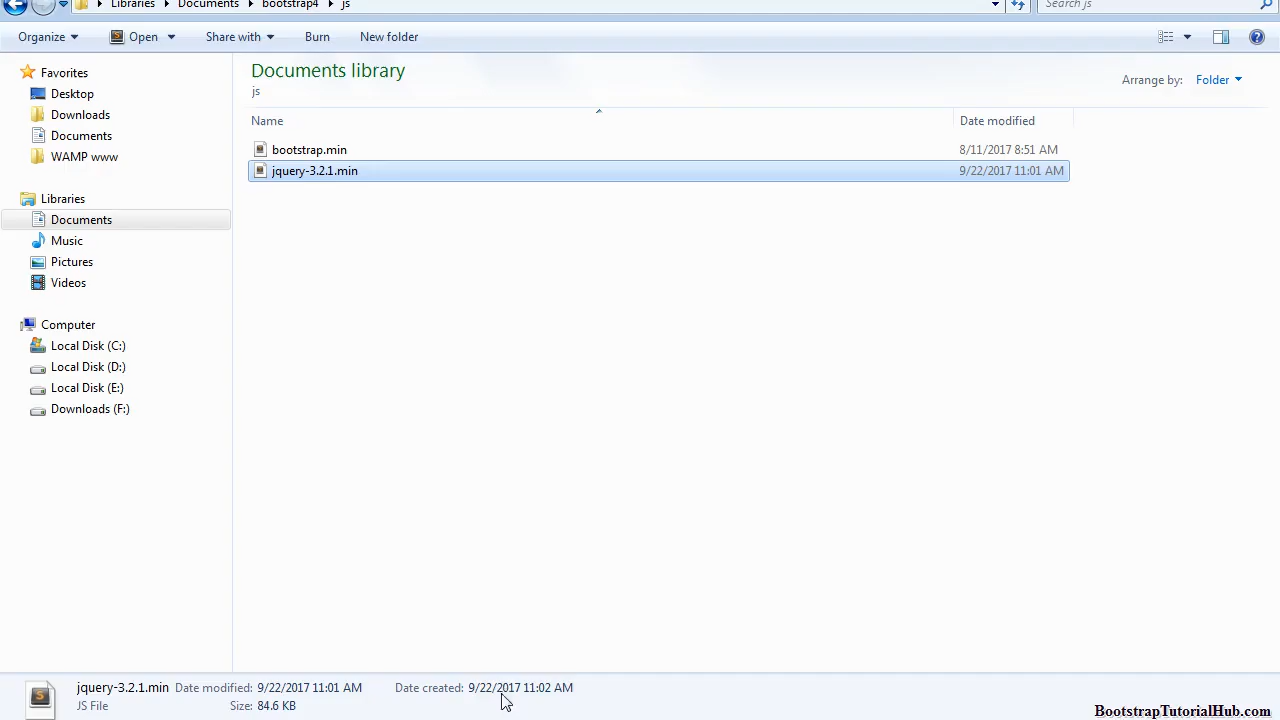 Libraries Documents bootstrap4 js Search js
Organize Open Share with Burn New folder
Favorites
Desktop
Downloads
Documents
WAMP www
Libraries
Documents
Music
Pictures
Videos
Computer
Local Disk (C:)
Local Disk (D:)
Local Disk (E:)
Downloads (F:)
Documents library
js
Arrange by: Folder
Name Date modified
bootstrap.min 8/11/2017 8:51 AM
jquery-3.2.1.min 9/22/2017 11:01 AM
jquery-3.2.1.min Date modified: 9/22/2017 11:01 AM Date created: 9/22/2017 11:02 AM
JS File Size: 84.6 KB
BootstrapTutorialHub.com